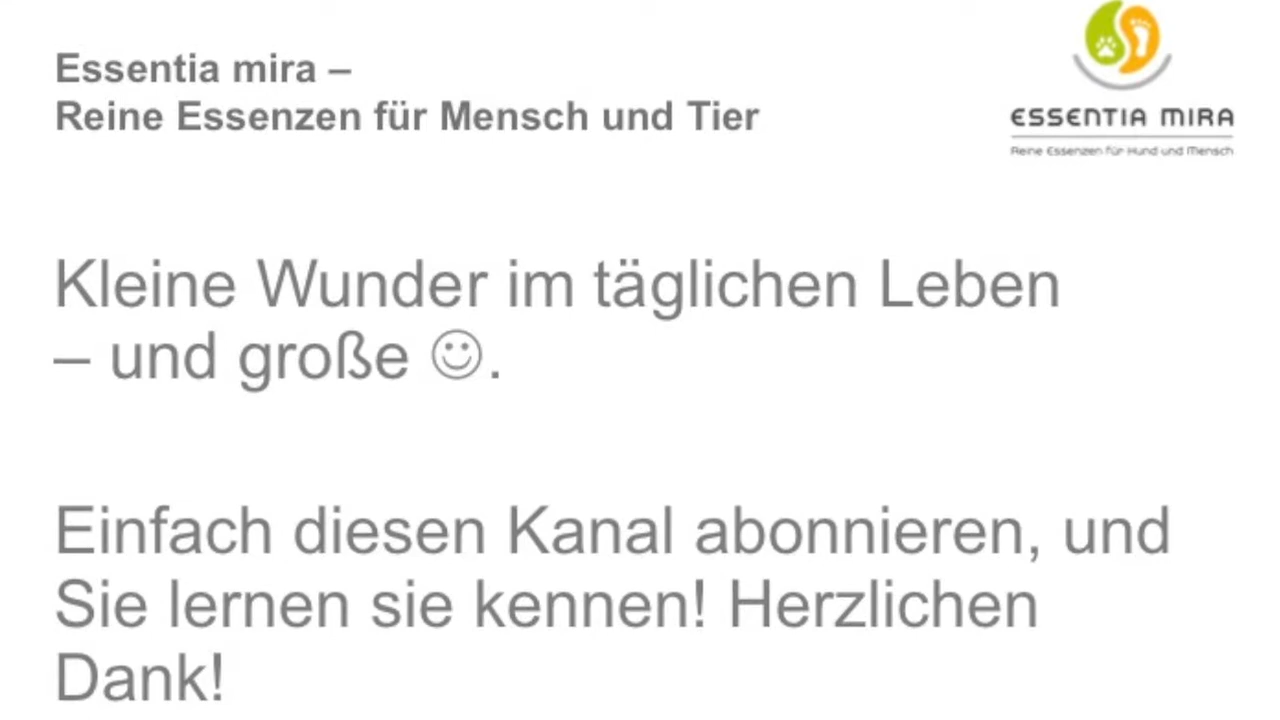 Essentia mira –
Reine Essenzen für Mensch und Tier
ESSENTIA MIRA
Reine Essenzen für Hund und Mensch
Kleine Wunder im täglichen Leben
– und große ☺.
Einfach diesen Kanal abonnieren, und
Sie lernen sie kennen! Herzlichen
Dank!